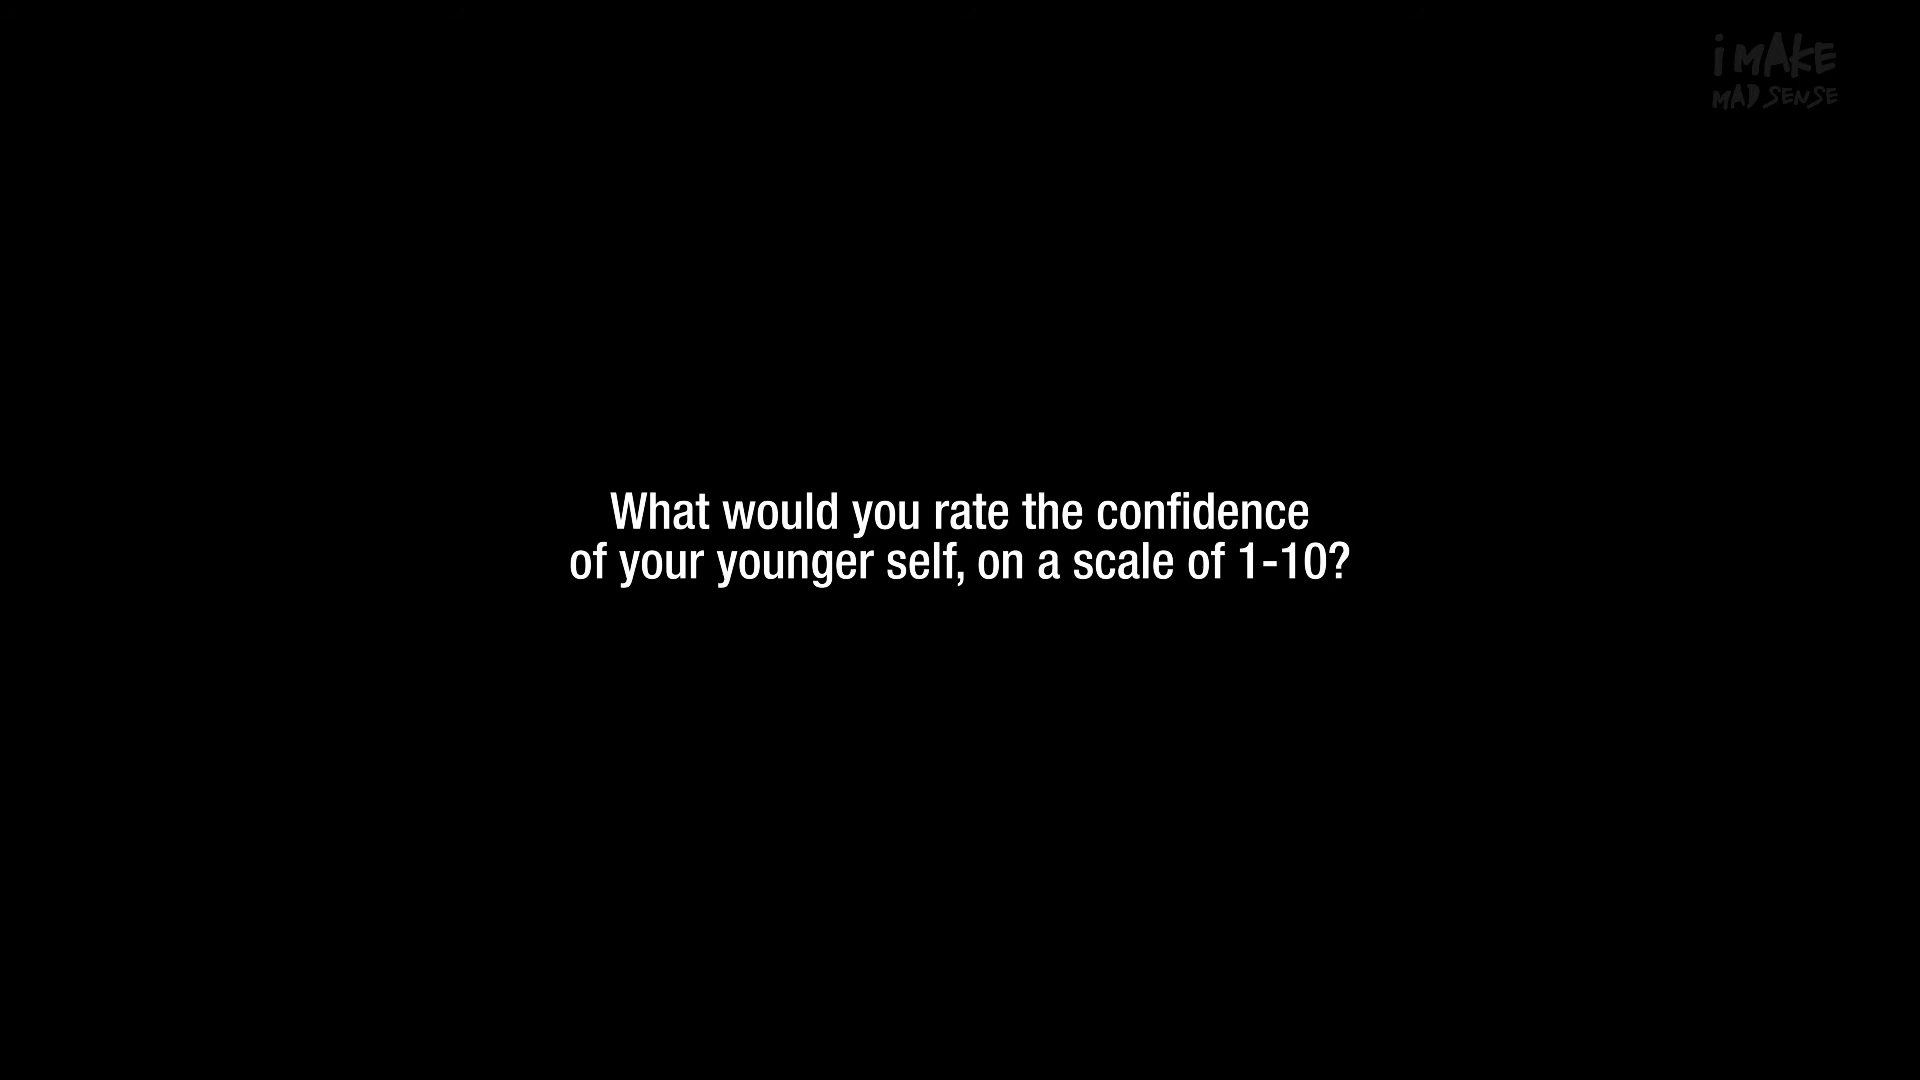 i MAKE
MAD SENSE
What would you rate the confidence
of your younger self, on a scale of 1-10?